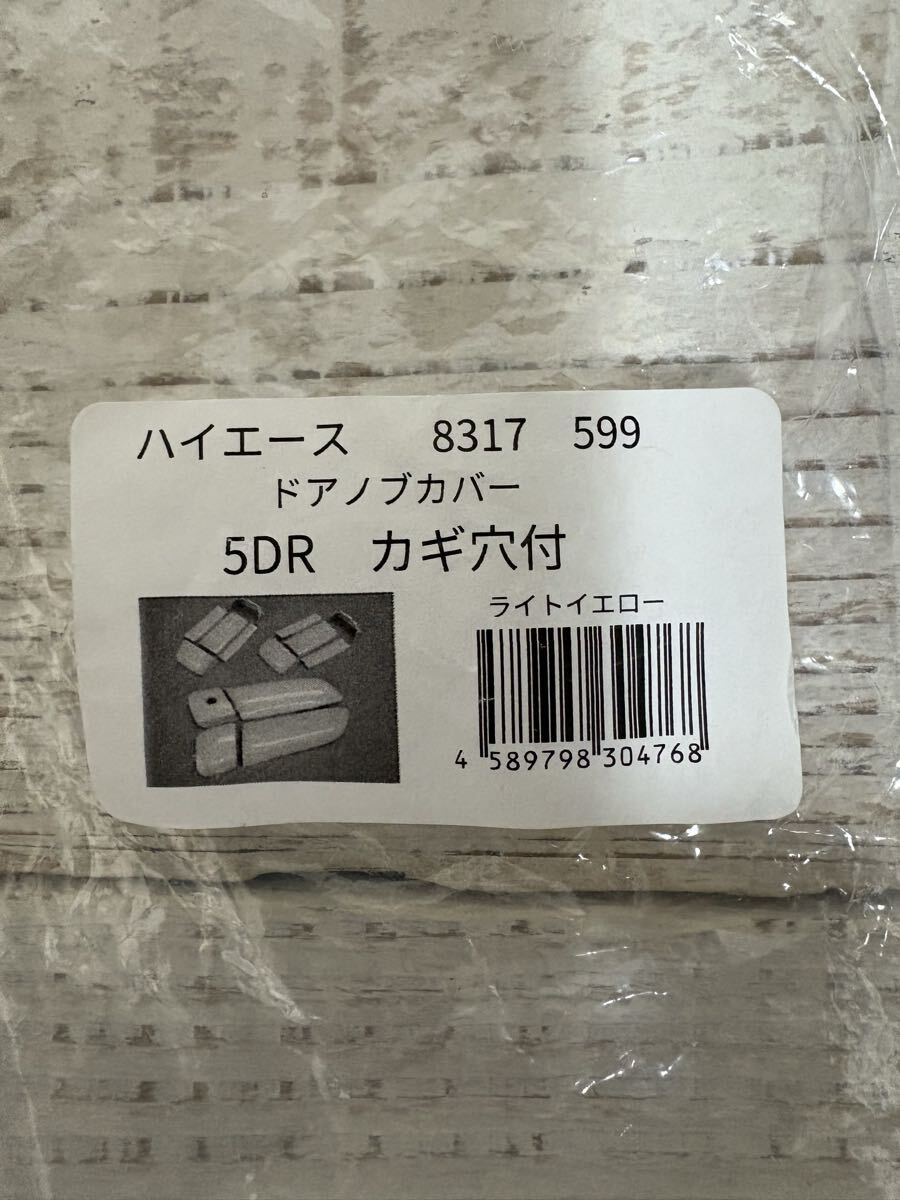 ハイエース 8317 599
ドアノブカバー
5DR カギ穴付
ライトイエロー
4 589798 304768